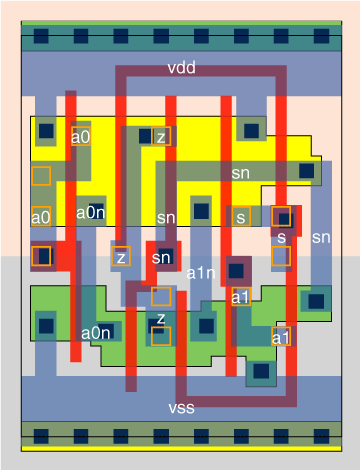 vdd
a0 z
sn
a0 a0n sn s
s sn
z sn
a1n
a1
z
a0n a1
vss